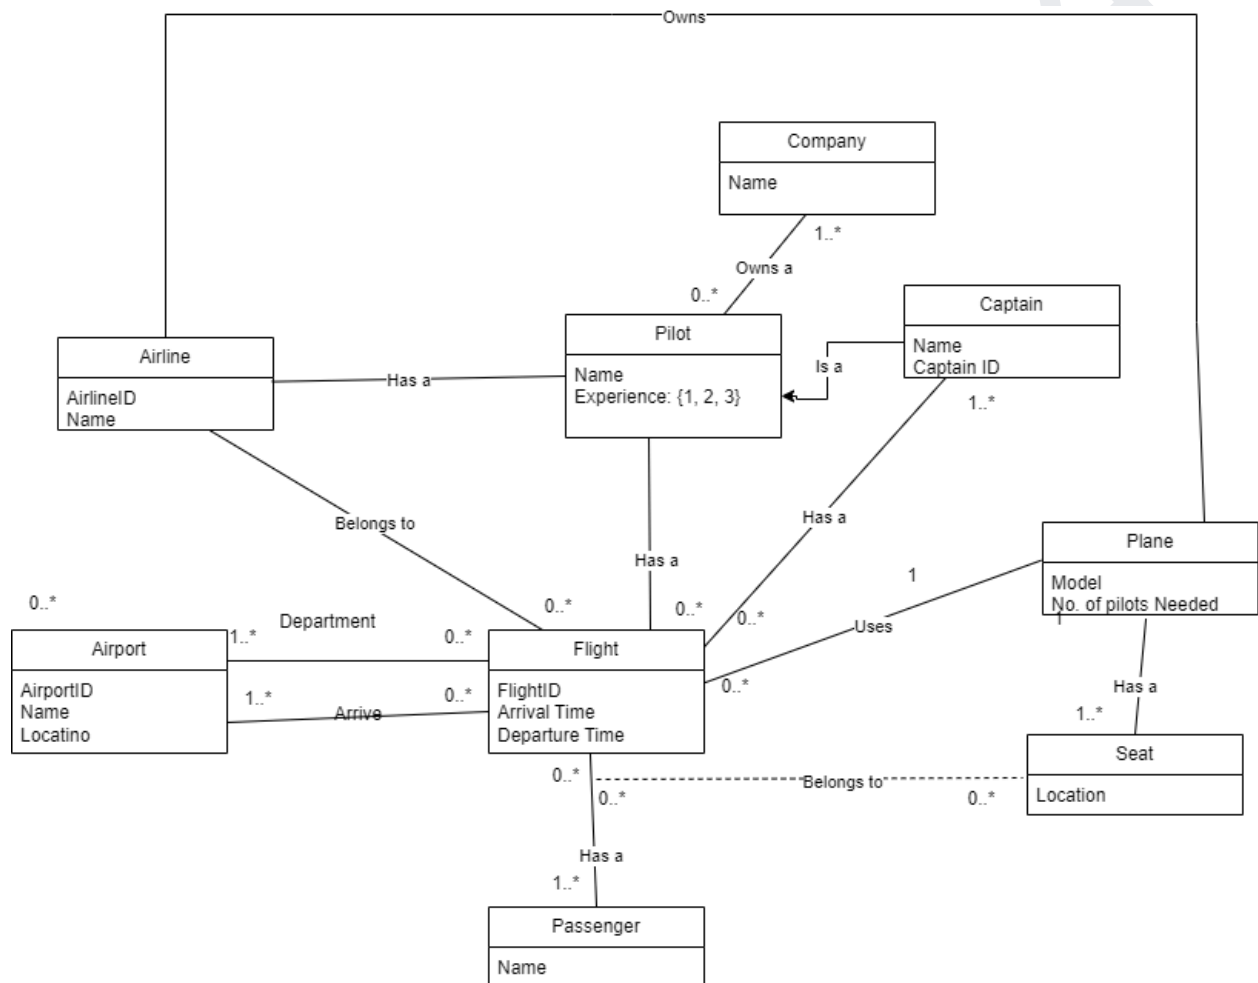 Owns
Company
Name
1..*
Owns a
0..*
Captain
Name
Captain ID
1..*
Is a
Pilot
Name
Experience: {1, 2, 3}
Airline
AirlineID
Name
Has a
Belongs to
Has a
Has a
Plane
Model
No. of pilots Needed
1
1
Uses
0..*
0..*
0..*
0..*
0..*
Department
1..*
0..*
Airport
AirportID
Name
Locatino
1..*
0..*
Arrive
Flight
FlightID
Arrival Time
Departure Time
Has a
1..*
Seat
Location
0..*
0..*
Belongs to
0..*
Has a
1..*
Passenger
Name